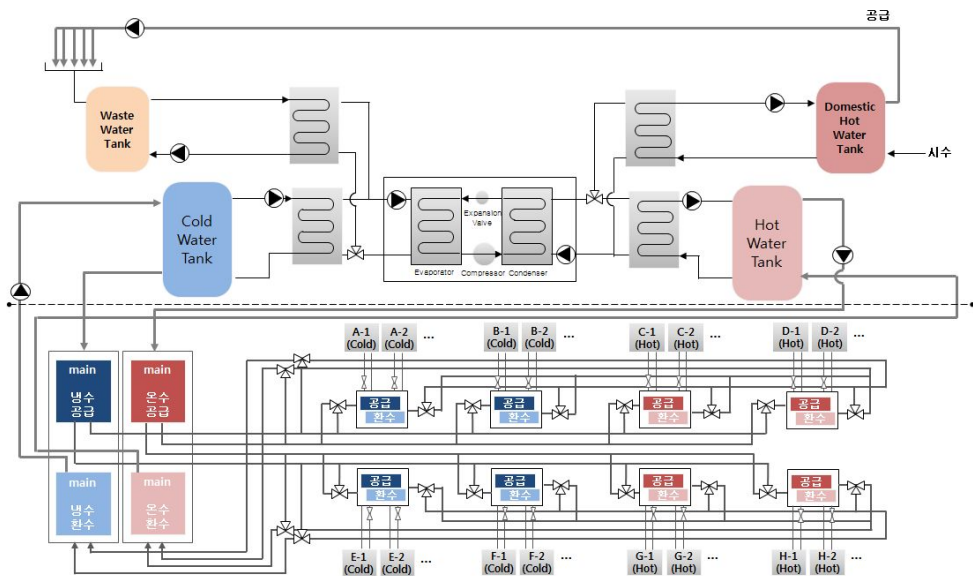 공급
Waste
Water
Tank
Domestic
Hot
Water
Tank
시수
Cold
Water
Tank
Expansion
Valve
Evaporator
Compressor
Condenser
Hot
Water
Tank
main
냉수
공급
main
온수
공급
main
냉수
환수
main
온수
환수
A-1
(Cold)
A-2
(Cold)
...
B-1
(Cold)
B-2
(Cold)
...
C-1
(Hot)
C-2
(Hot)
...
D-1
(Hot)
D-2
(Hot)
...
공급
환수
공급
환수
공급
환수
공급
환수
공급
환수
공급
환수
공급
환수
공급
환수
E-1
(Cold)
E-2
(Cold)
...
F-1
(Cold)
F-2
(Cold)
...
G-1
(Hot)
G-2
(Hot)
...
H-1
(Hot)
H-2
(Hot)
...